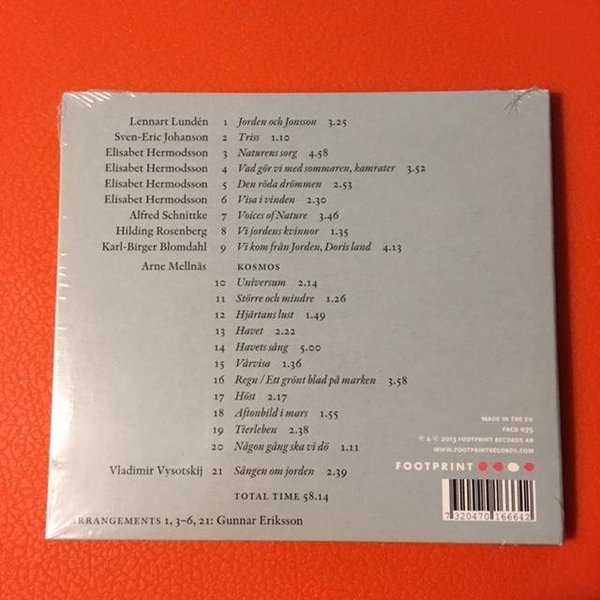 Lennart Lundén 1 Jorden och Jonsson 3.25
Sven-Eric Johanson 2 Triss 1.10
Elisabet Hermodsson 3 Naturens sorg 4.58
Elisabet Hermodsson 4 Vad gör vi med sommaren, kamrater 3.52
Elisabet Hermodsson 5 Den röda drömmen 2.53
Elisabet Hermodsson 6 Visa i vinden 2.30
Alfred Schnittke 7 Voices of Nature 3.46
Hilding Rosenberg 8 Vi jordens kvinnor 1.35
Karl-Birger Blomdahl 9 Vi kom från Jorden, Doris land 4.13
Arne Mellnäs KOSMOS
10 Universum 2.14
11 Större och mindre 1.26
12 Hjärtans lust 1.49
13 Havet 2.22
14 Havets sång 5.00
15 Vårvisa 1.36
16 Regn / Ett grönt blad på marken 3.58
17 Höst 2.17
18 Aftonbild i mars 1.55
19 Tierleben 2.38
20 Någon gång ska vi dö 1.11
Vladimir Vysotskij 21 Sången om jorden 2.39
TOTAL TIME 58.14
ARRANGEMENTS 1, 3–6, 21: Gunnar Eriksson
MADE IN THE EU
FRCD 075
℗ & © 2013 FOOTPRINT RECORDS AB
WWW.FOOTPRINTRECORDS.COM
FOOTPRINT
7 320470 166642